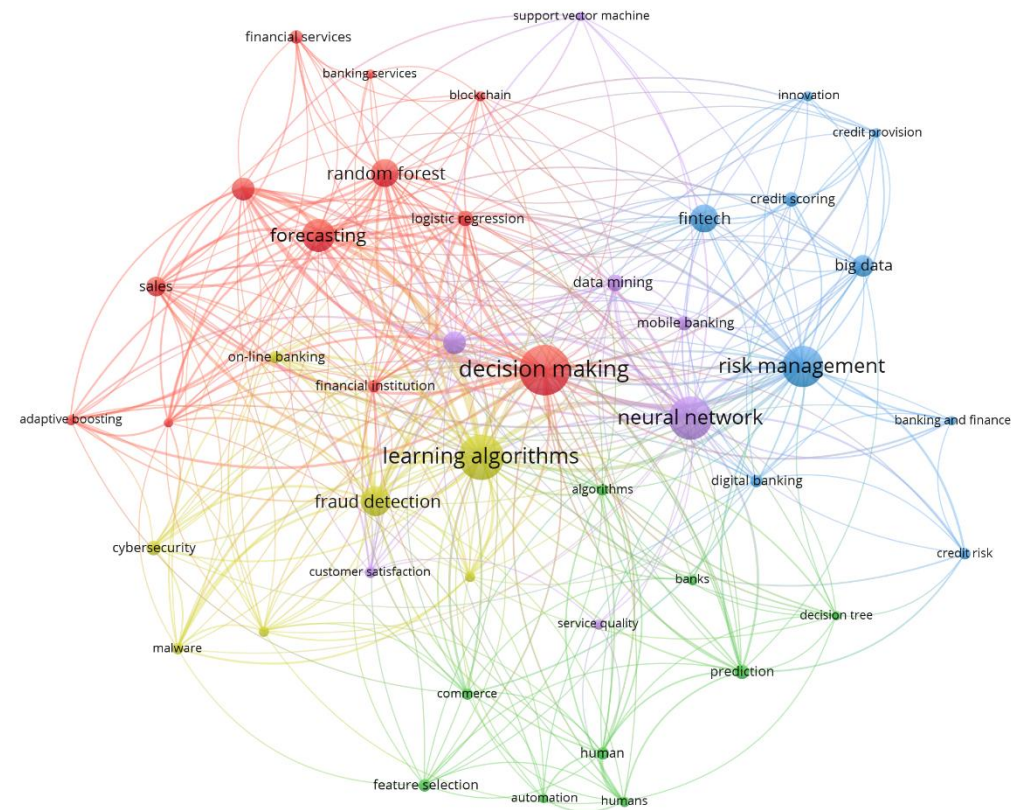 support vector machine
financial services
banking services
blockchain
innovation
credit provision
random forest
credit scoring
logistic regression
fintech
forecasting
big data
sales
data mining
mobile banking
on-line banking
decision making
risk management
financial institution
adaptive boosting
neural network
banking and finance
learning algorithms
digital banking
algorithms
fraud detection
cybersecurity
credit risk
customer satisfaction
banks
decision tree
service quality
malware
prediction
commerce
human
feature selection
automation
humans